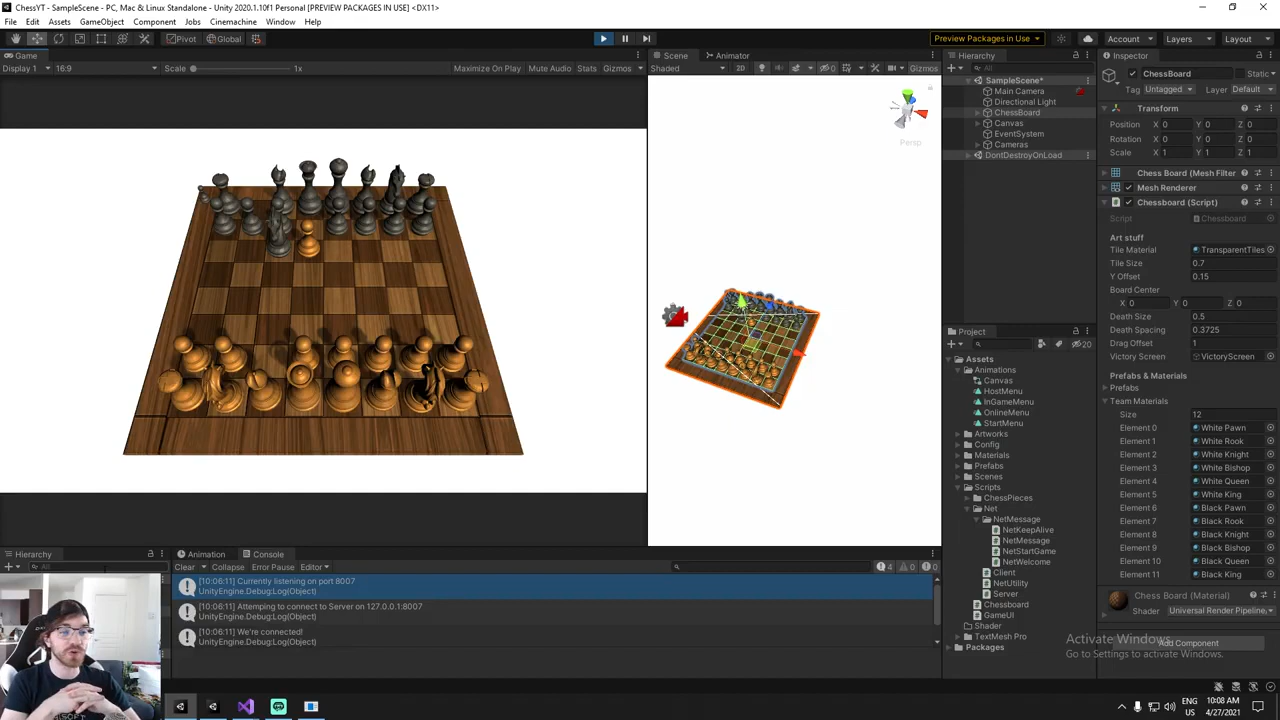 ChessYT - SampleScene - PC, Mac & Linux Standalone - Unity 2020.1.10f1 Personal [PREVIEW PACKAGES IN USE] <DX11>
File Edit Assets GameObject Component Jobs Cinemachine Window Help
Pivot Global Preview Packages in Use Account Layers Layout
Game
Display 1 16:9 Scale 1x Maximize On Play Mute Audio Stats Gizmos
Scene Animator
Shaded 2D 0 Gizmos
Persp
Hierarchy
All
SampleScene*
Main Camera
Directional Light
ChessBoard
Canvas
EventSystem
Cameras
DontDestroyOnLoad
Project
20
Assets
Animations
Canvas
HostMenu
InGameMenu
OnlineMenu
StartMenu
Artworks
Config
Materials
Prefabs
Scenes
Scripts
ChessPieces
Net
NetMessage
NetKeepAlive
NetMessage
NetStartGame
NetWelcome
Client
NetUtility
Server
Chessboard
GameUI
Shader
TextMesh Pro
Packages
Inspector
ChessBoard Static
Tag Untagged Layer Default
Transform
Position X 0 Y 0 Z 0
Rotation X 0 Y 0 Z 0
Scale X 1 Y 1 Z 1
Chess Board (Mesh Filter
Mesh Renderer
Chessboard (Script)
Script Chessboard
Art stuff
Tile Material TransparentTiles
Tile Size 0.7
Y Offset 0.15
Board Center
X 0 Y 0 Z 0
Death Size 0.5
Death Spacing 0.3725
Drag Offset 1
Victory Screen VictoryScreen
Prefabs & Materials
Prefabs
Team Materials
Size 12
Element 0 White Pawn
Element 1 White Rook
Element 2 White Knight
Element 3 White Bishop
Element 4 White Queen
Element 5 White King
Element 6 Black Pawn
Element 7 Black Rook
Element 8 Black Knight
Element 9 Black Bishop
Element 10 Black Queen
Element 11 Black King
Chess Board (Material)
Shader Universal Render Pipeline
Add Component
Activate Windows
Go to Settings to activate Windows.
Hierarchy
All
Animation Console
Clear Collapse Error Pause Editor 4 0 0
[10:06:11] Currently listening on port 8007
UnityEngine.Debug:Log(Object)
[10:06:11] Attemping to connect to Server on 127.0.0.1:8007
UnityEngine.Debug:Log(Object)
[10:06:11] We're connected!
UnityEngine.Debug:Log(Object)
ENG
US
10:08 AM
4/27/2021